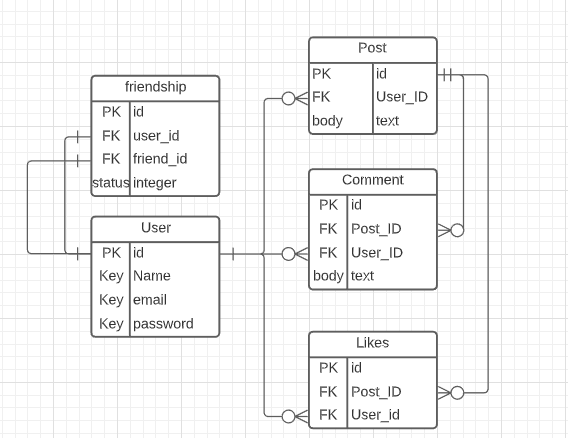 friendship
PK id
FK user_id
FK friend_id
status integer
User
PK id
Key Name
Key email
Key password
Post
PK id
FK User_ID
body text
Comment
PK id
FK Post_ID
FK User_ID
body text
Likes
PK id
FK Post_ID
FK User_id